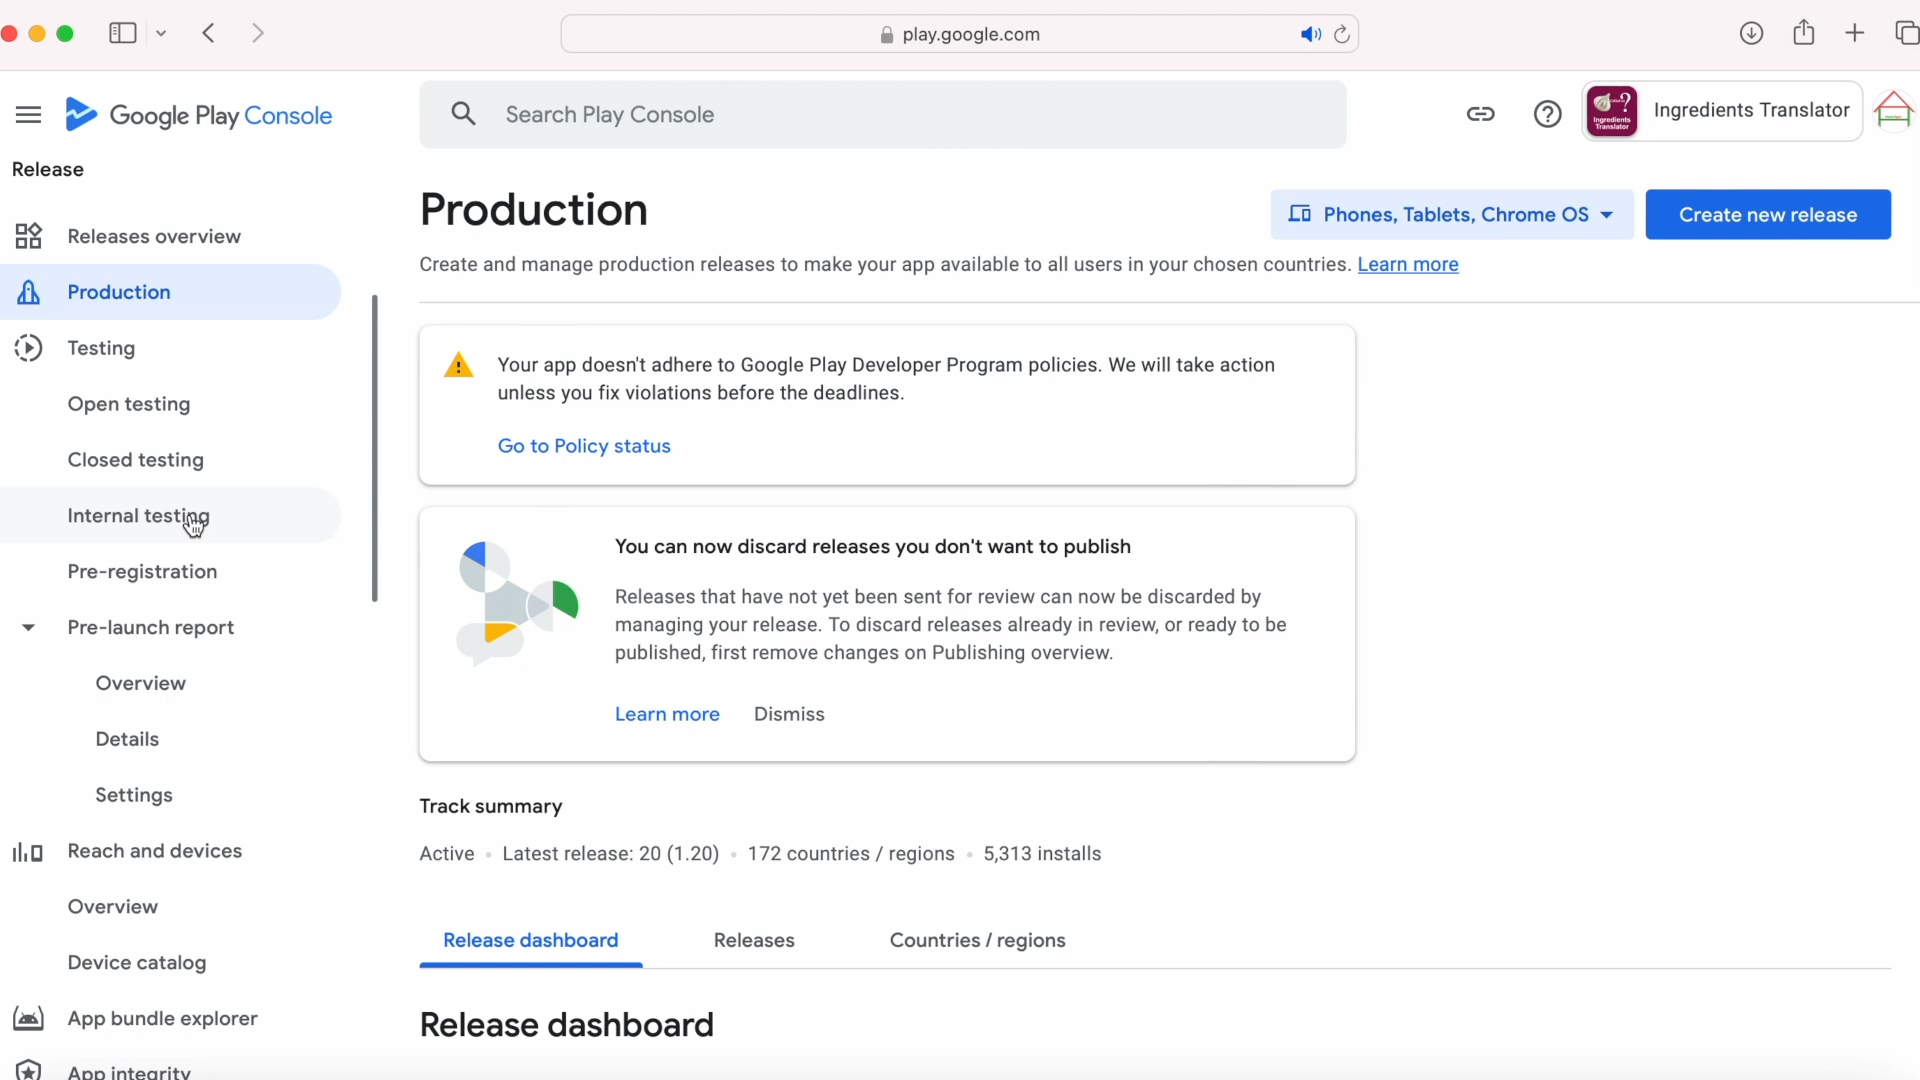 play.google.com
Google Play Console
Search Play Console
Ingredients Translator
Ingredients
Translator
Release
Releases overview
Production
Testing
Open testing
Closed testing
Internal testing
Pre-registration
Pre-launch report
Overview
Details
Settings
Reach and devices
Overview
Device catalog
App bundle explorer
App integrity
Production
Phones, Tablets, Chrome OS
Create new release
Create and manage production releases to make your app available to all users in your chosen countries. Learn more
Your app doesn't adhere to Google Play Developer Program policies. We will take action
unless you fix violations before the deadlines.
Go to Policy status
You can now discard releases you don't want to publish
Releases that have not yet been sent for review can now be discarded by
managing your release. To discard releases already in review, or ready to be
published, first remove changes on Publishing overview.
Learn more Dismiss
Track summary
Active • Latest release: 20 (1.20) • 172 countries / regions • 5,313 installs
Release dashboard Releases Countries / regions
Release dashboard